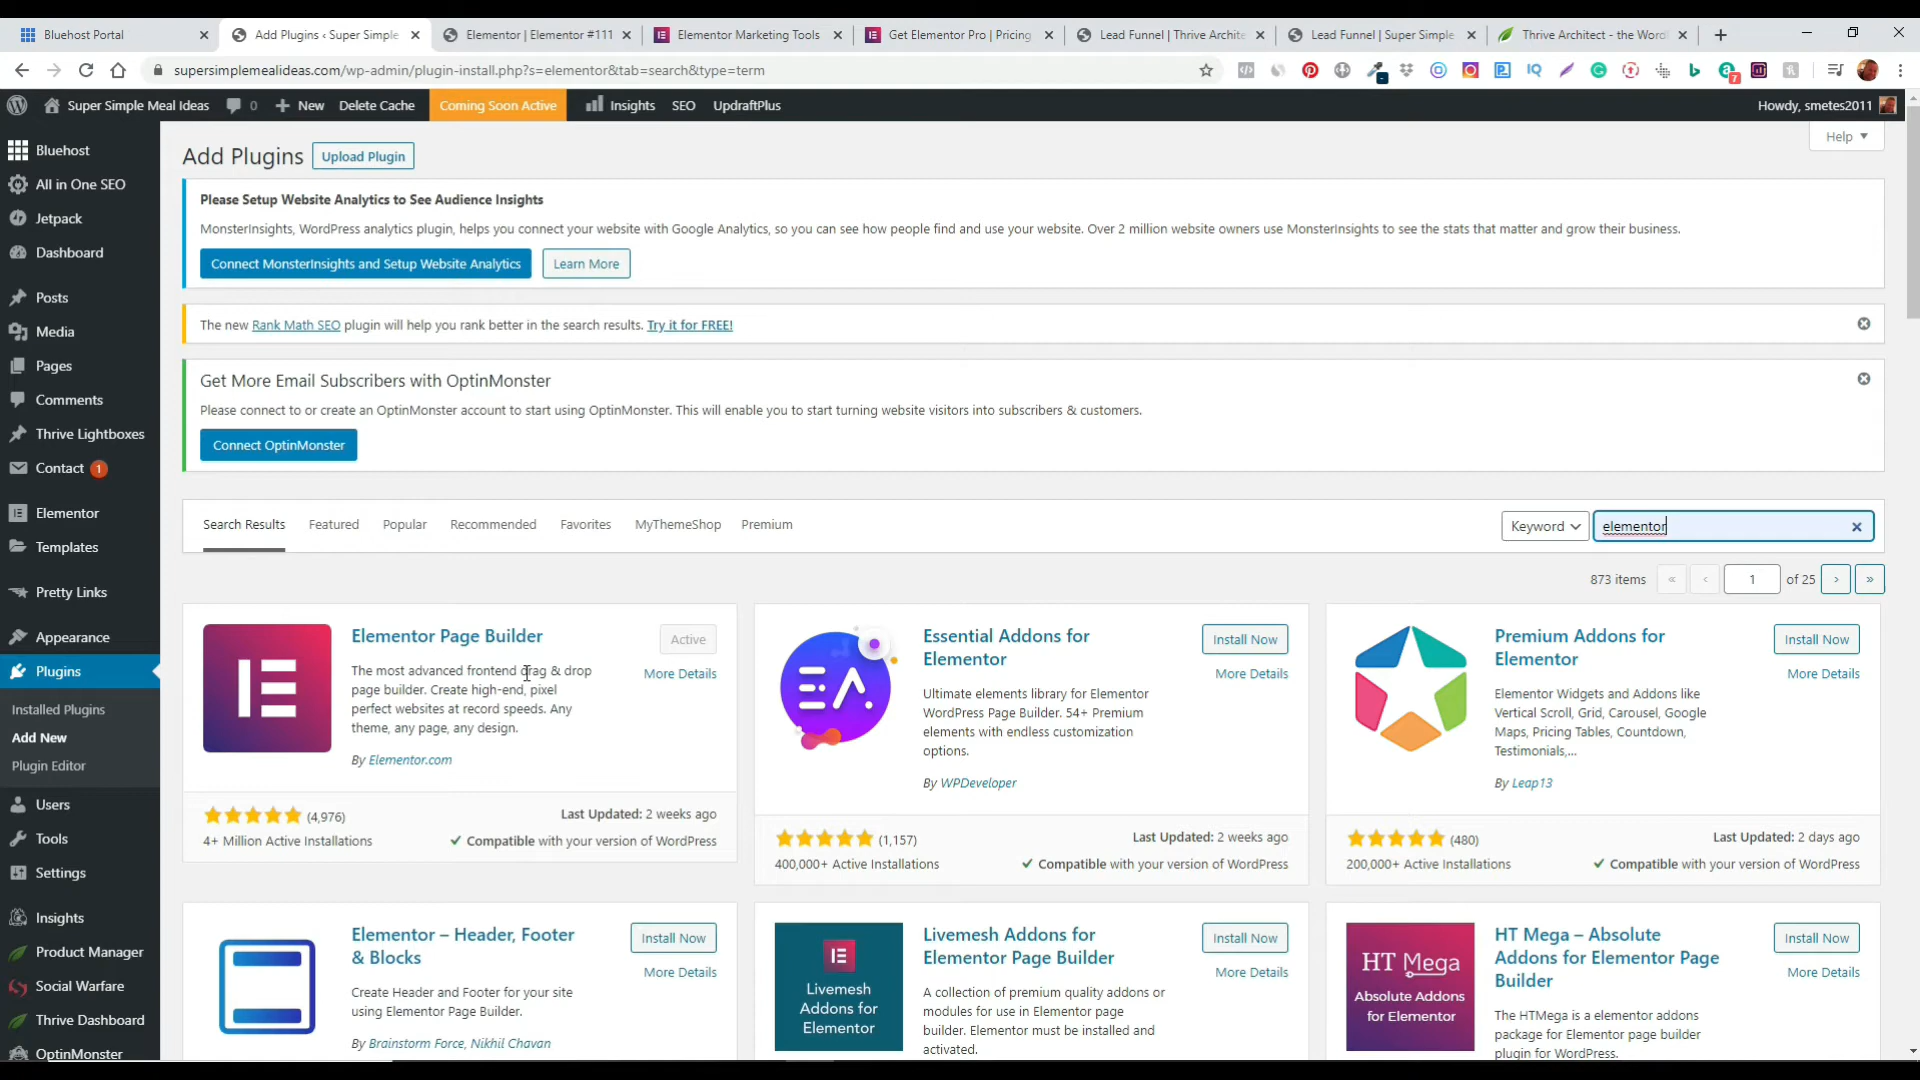 Bluehost Portal
Add Plugins ‹ Super Simple
Elementor | Elementor #111
Elementor Marketing Tools
Get Elementor Pro | Pricing
Lead Funnel | Thrive Archite
Lead Funnel | Super Simple
Thrive Architect - the Word
supersimplemealideas.com/wp-admin/plugin-install.php?s=elementor&tab=search&type=term
Super Simple Meal Ideas
0
New
Delete Cache
Coming Soon Active
Insights
SEO
UpdraftPlus
Howdy, smetes2011
Help
Bluehost
All in One SEO
Jetpack
Dashboard
Posts
Media
Pages
Comments
Thrive Lightboxes
Contact 1
Elementor
Templates
Pretty Links
Appearance
Plugins
Installed Plugins
Add New
Plugin Editor
Users
Tools
Settings
Insights
Product Manager
Social Warfare
Thrive Dashboard
OptinMonster
Add Plugins
Upload Plugin
Please Setup Website Analytics to See Audience Insights
MonsterInsights, WordPress analytics plugin, helps you connect your website with Google Analytics, so you can see how people find and use your website. Over 2 million website owners use MonsterInsights to see the stats that matter and grow their business.
Connect MonsterInsights and Setup Website Analytics
Learn More
The new Rank Math SEO plugin will help you rank better in the search results. Try it for FREE!
Get More Email Subscribers with OptinMonster
Please connect to or create an OptinMonster account to start using OptinMonster. This will enable you to start turning website visitors into subscribers & customers.
Connect OptinMonster
Search Results
Featured
Popular
Recommended
Favorites
MyThemeShop
Premium
Keyword
elementor
873 items
«
‹
1
of 25
›
»
Elementor Page Builder
Active
More Details
The most advanced frontend drag & drop
page builder. Create high-end, pixel
perfect websites at record speeds. Any
theme, any page, any design.
By Elementor.com
(4,976)
4+ Million Active Installations
Last Updated: 2 weeks ago
Compatible with your version of WordPress
Essential Addons for
Elementor
Install Now
More Details
Ultimate elements library for Elementor
WordPress Page Builder. 54+ Premium
elements with endless customization
options.
By WPDeveloper
(1,157)
400,000+ Active Installations
Last Updated: 2 weeks ago
Compatible with your version of WordPress
Premium Addons for
Elementor
Install Now
More Details
Elementor Widgets and Addons like
Vertical Scroll, Grid, Carousel, Google
Maps, Pricing Tables, Countdown,
Testimonials,...
By Leap13
(480)
200,000+ Active Installations
Last Updated: 2 days ago
Compatible with your version of WordPress
Elementor – Header, Footer
& Blocks
Install Now
More Details
Create Header and Footer for your site
using Elementor Page Builder.
By Brainstorm Force, Nikhil Chavan
Livemesh
Addons for
Elementor
Livemesh Addons for
Elementor Page Builder
Install Now
More Details
A collection of premium quality addons or
modules for use in Elementor page
builder. Elementor must be installed and
activated.
HT Mega
Absolute Addons
for Elementor
HT Mega – Absolute
Addons for Elementor Page
Builder
Install Now
More Details
The HTMega is a elementor addons
package for Elementor page builder
plugin for WordPress.